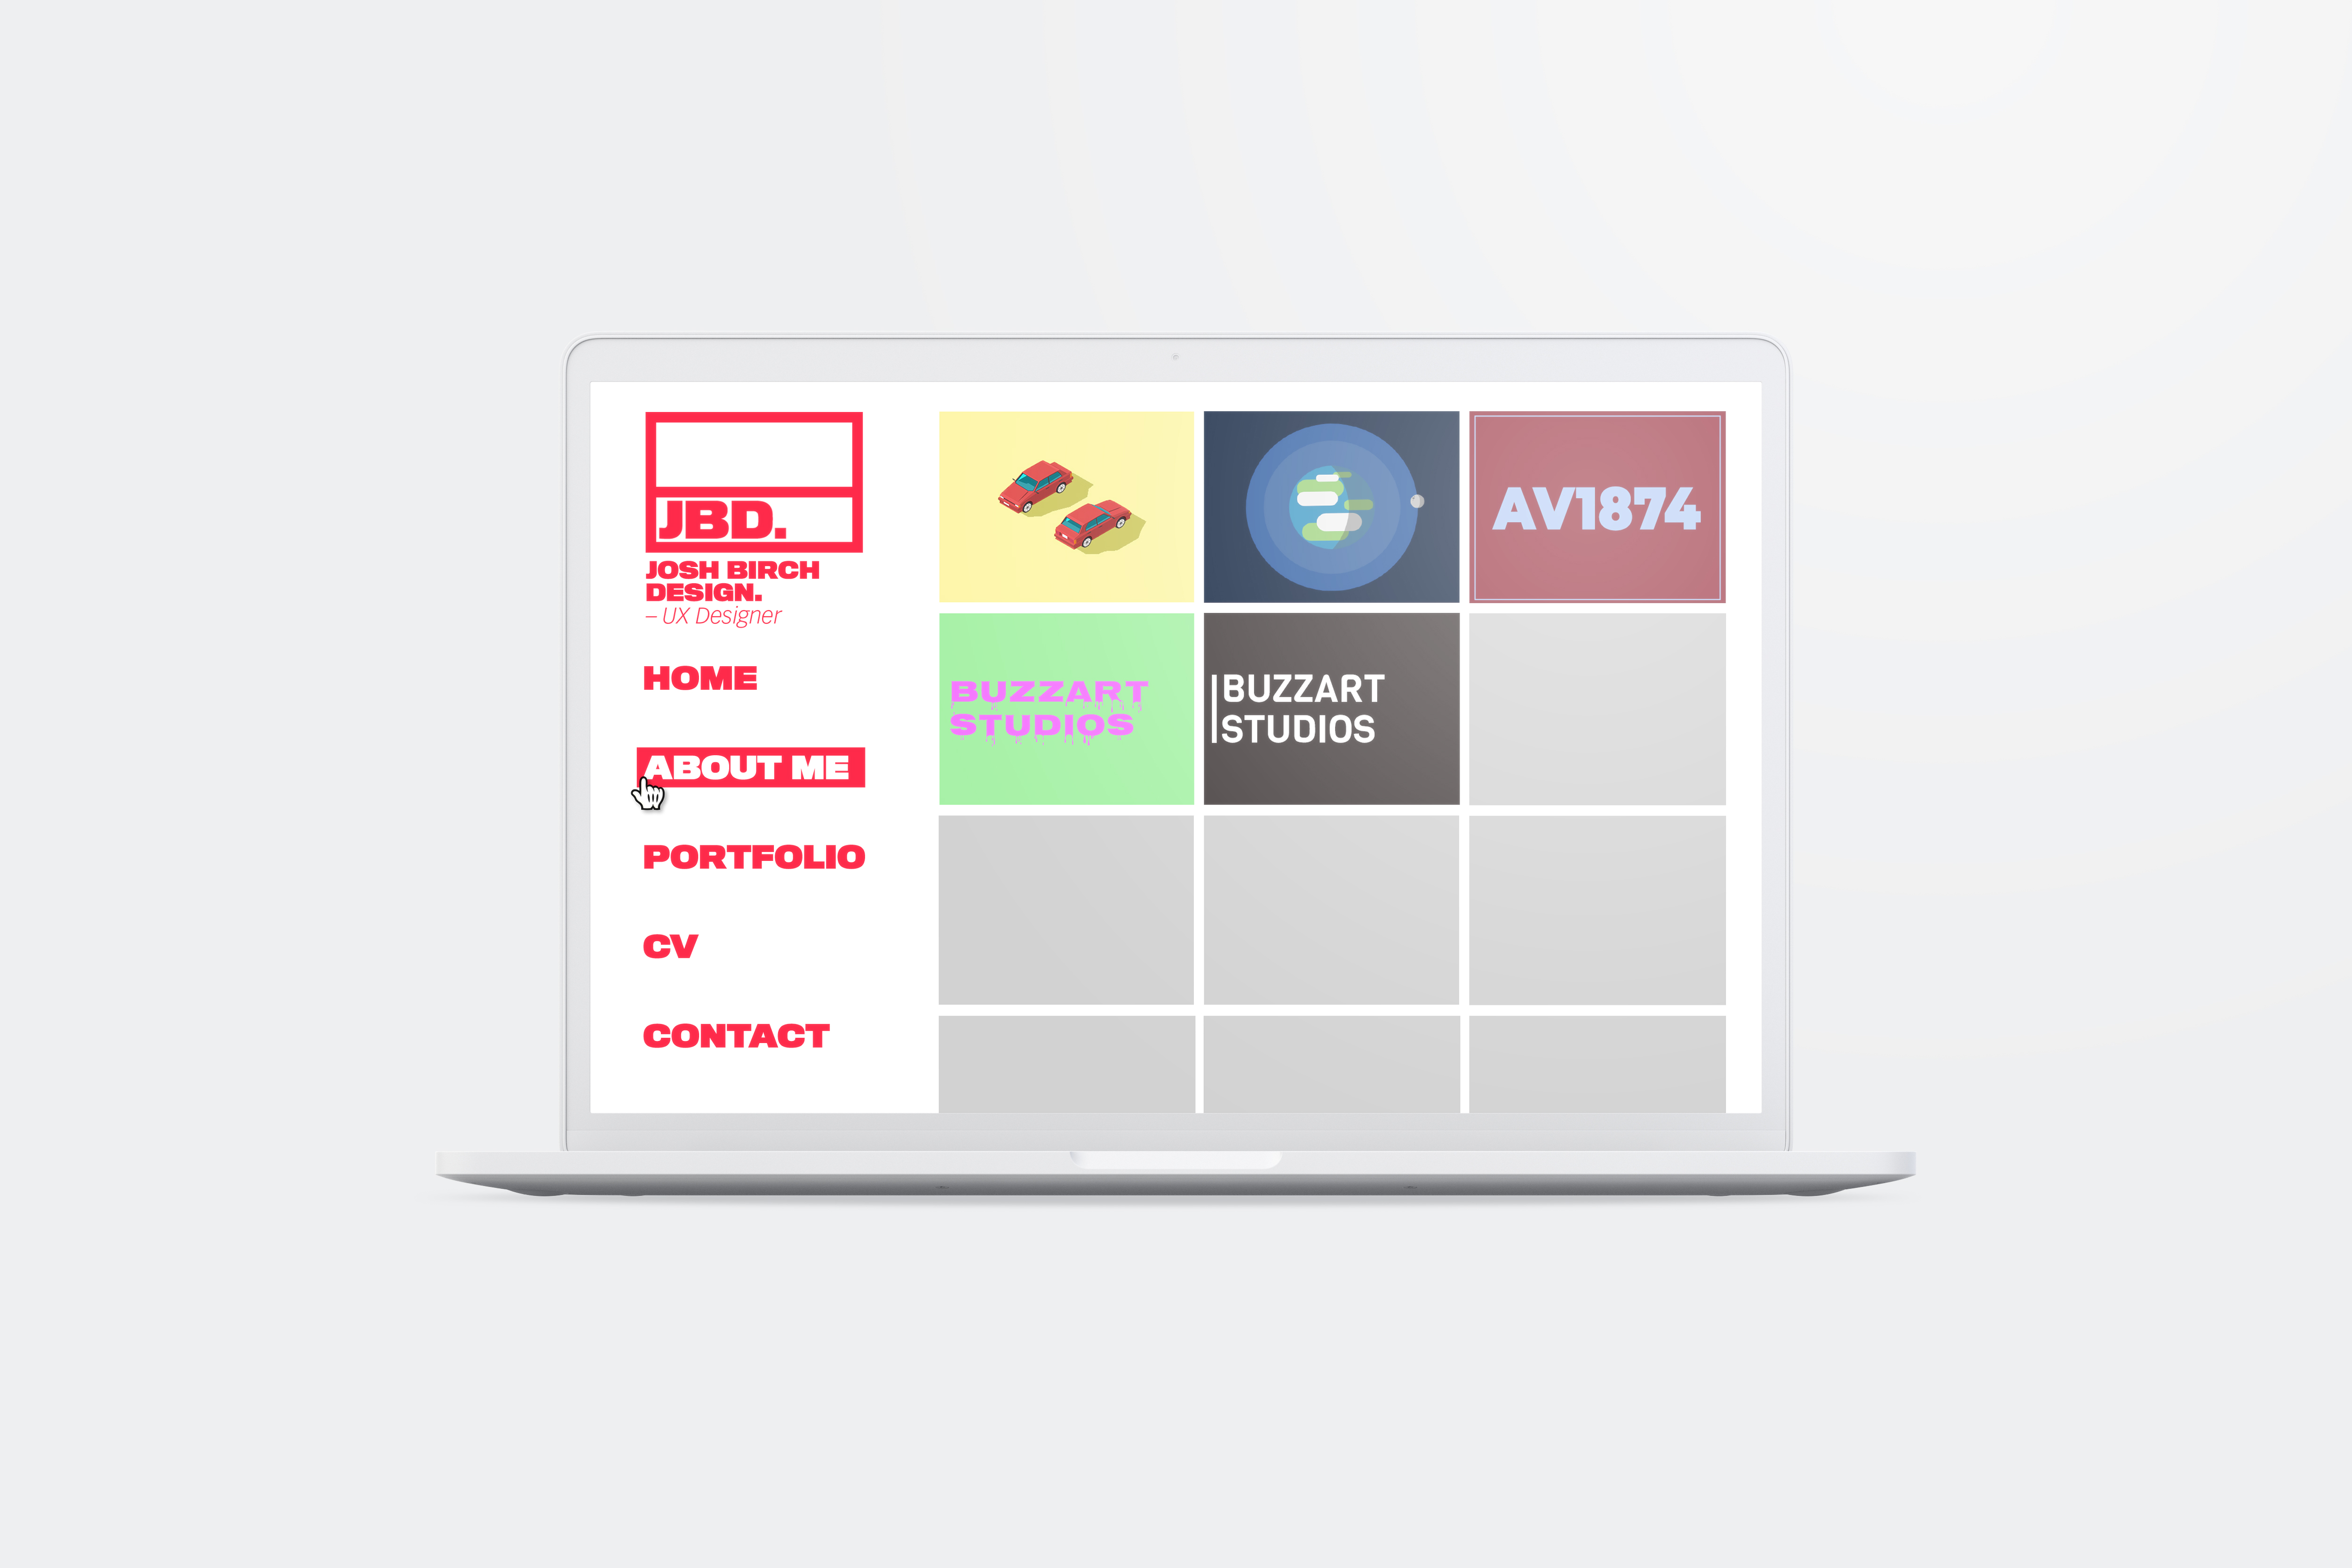 JBD.
JOSH BIRCH
DESIGN.
– UX Designer
HOME
ABOUT ME
PORTFOLIO
CV
CONTACT
AV1874
BUZZART
STUDIOS
BUZZART
STUDIOS